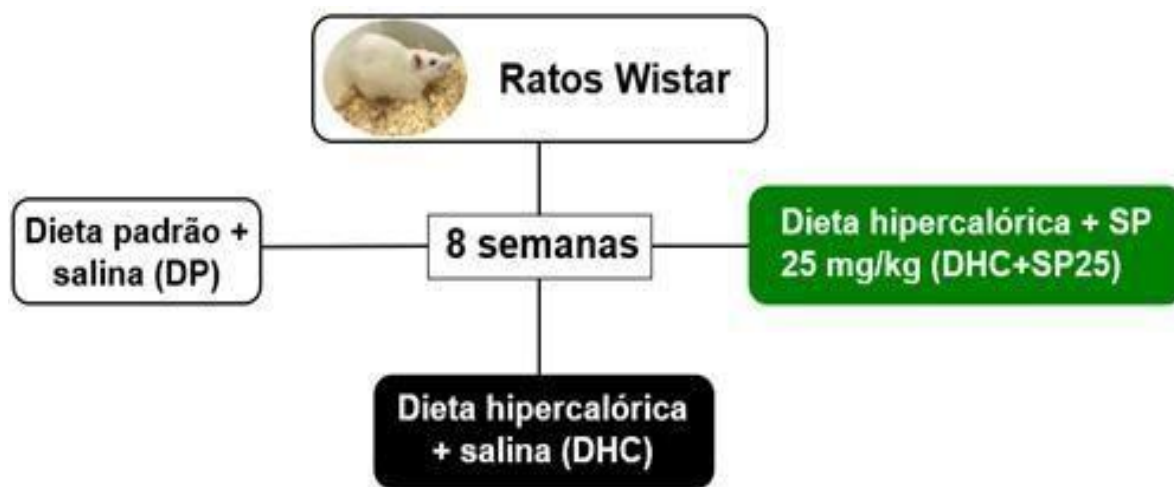 Ratos Wistar
Dieta padrão +
salina (DP)
8 semanas
Dieta hipercalórica + SP
25 mg/kg (DHC+SP25)
Dieta hipercalórica
+ salina (DHC)